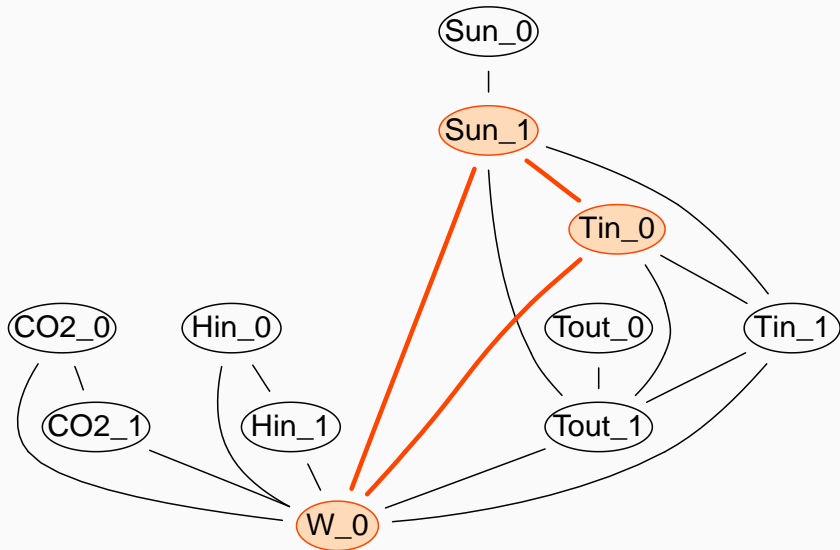 Sun_0
Sun_1
Tin_0
CO2_0
Hin_0
Tout_0
Tin_1
CO2_1
Hin_1
Tout_1
W_0